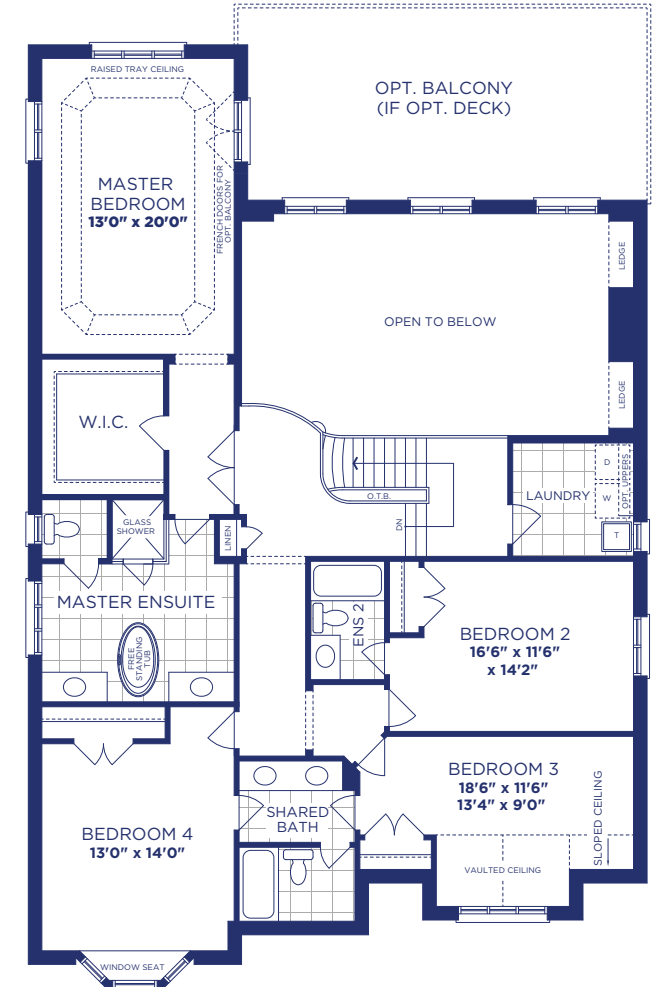 RAISED TRAY CEILING
OPT. BALCONY
(IF OPT. DECK)
MASTER
BEDROOM
13'0" x 20'0"
FRENCH DOORS FOR
OPT. BALCONY
LEDGE
OPEN TO BELOW
LEDGE
W.I.C.
O.T.B.
DN
LAUNDRY
D
W
OPT. UPPERS
T
GLASS
SHOWER
LINEN
MASTER ENSUITE
FREE
STANDING
TUB
ENS 2
BEDROOM 2
16'6" x 11'6"
x 14'2"
BEDROOM 3
18'6" x 11'6"
13'4" x 9'0"
SLOPED CEILING
SHARED
BATH
BEDROOM 4
13'0" x 14'0"
VAULTED CEILING
WINDOW SEAT